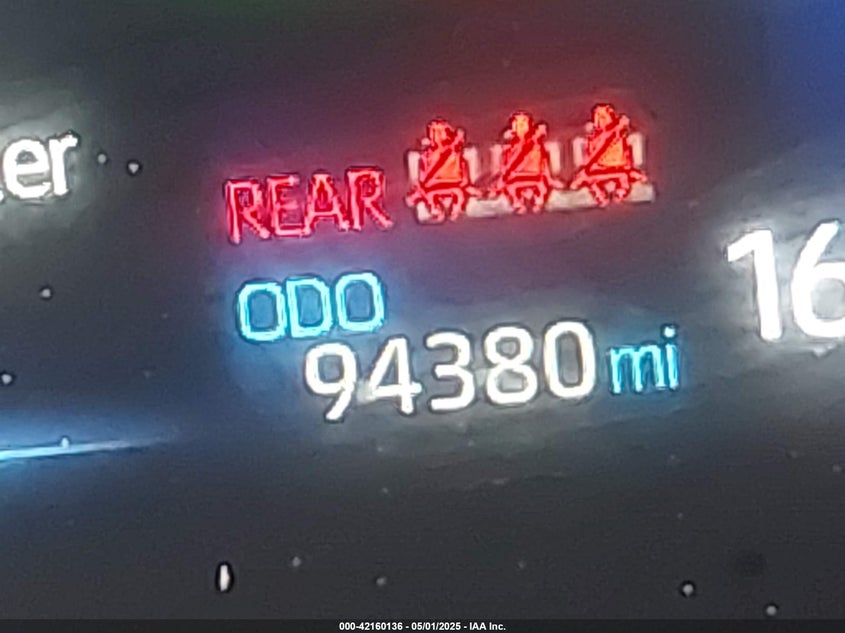 er
REAR
ODO
94380 mi
16
000-42160136 - 05/01/2025 - IAA Inc.